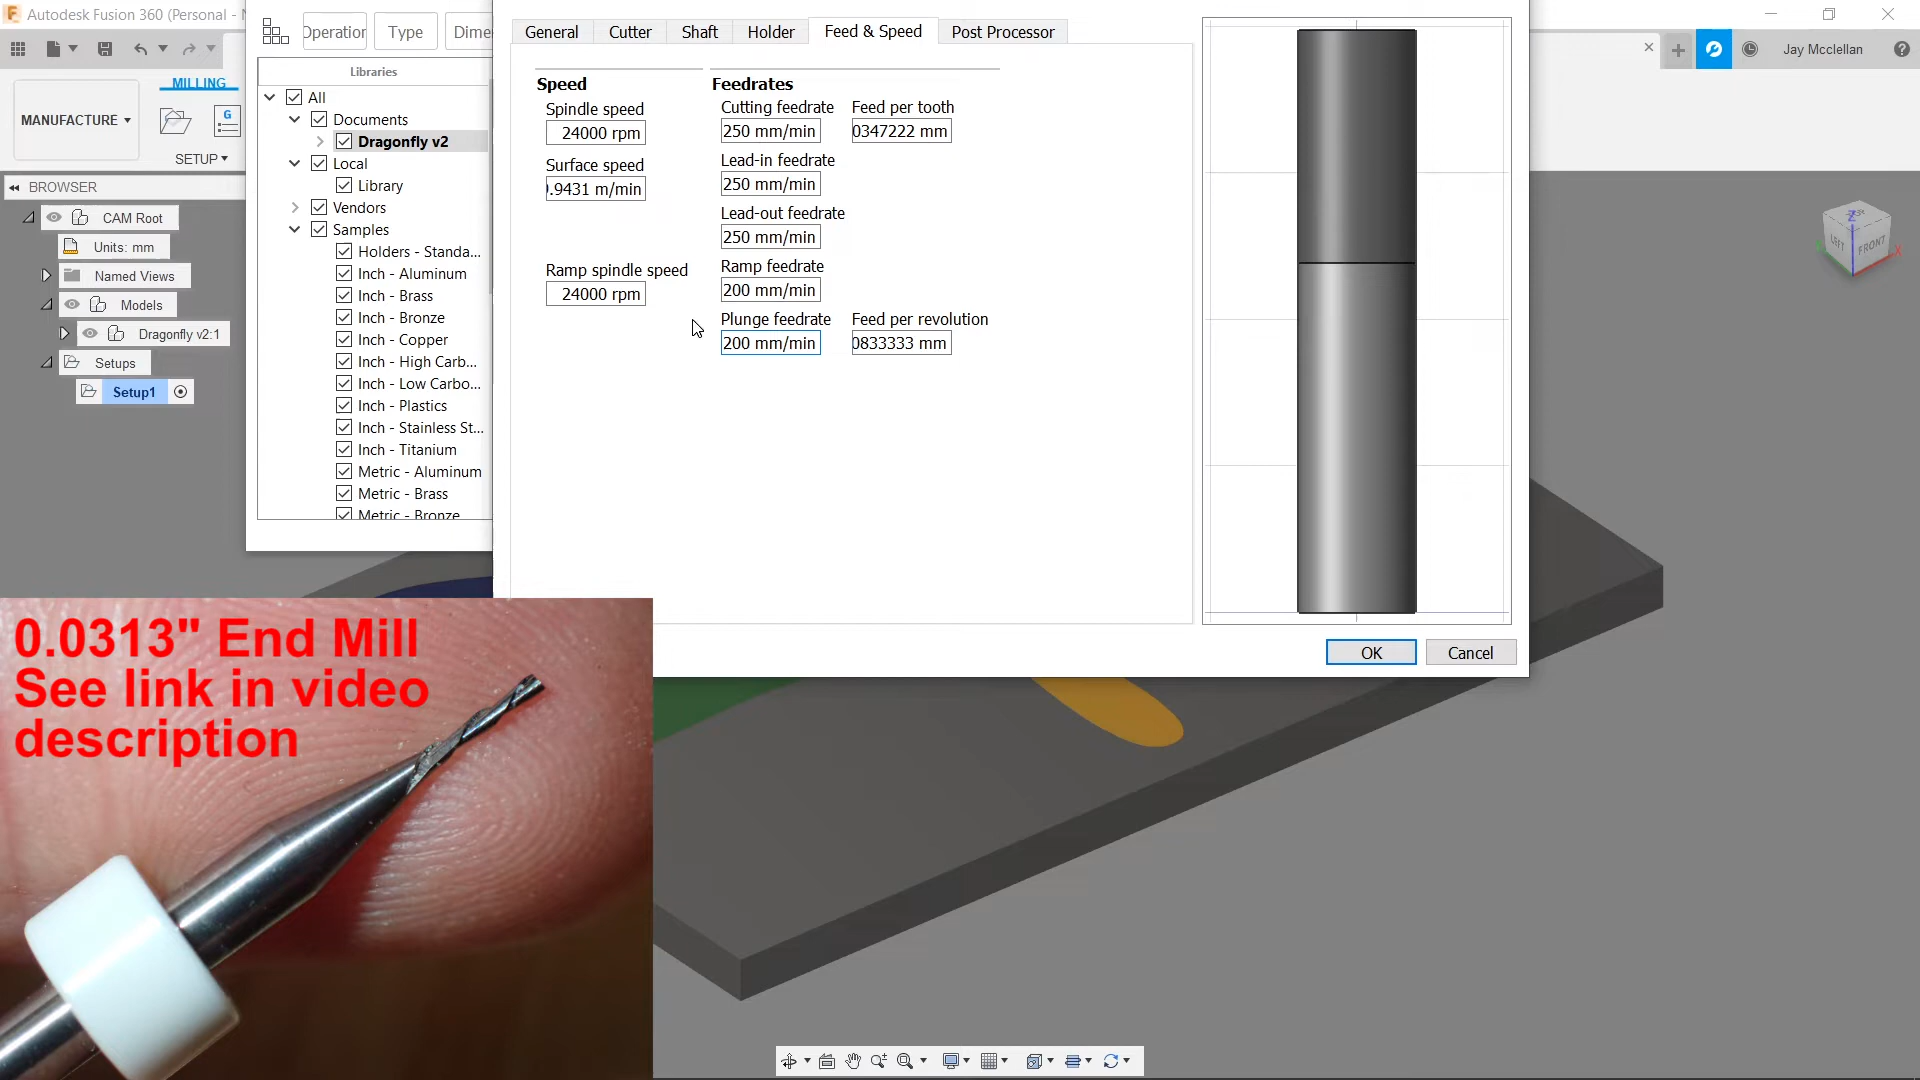 Autodesk Fusion 360 (Personal -
Jay Mcclellan
MANUFACTURE
MILLING
G
SETUP
BROWSER
CAM Root
Units: mm
Named Views
Models
Dragonfly v2:1
Setups
Setup1
Type
Libraries
All
Documents
Dragonfly v2
Local
Library
Vendors
Samples
Holders - Standa...
Inch - Aluminum
Inch - Brass
Inch - Bronze
Inch - Copper
Inch - High Carb...
Inch - Low Carbo...
Inch - Plastics
Inch - Stainless St...
Inch - Titanium
Metric - Aluminum
Metric - Brass
Metric - Bronze
General
Cutter
Shaft
Holder
Feed & Speed
Post Processor
Speed
Spindle speed
24000 rpm
Surface speed
.9431 m/min
Ramp spindle speed
24000 rpm
Feedrates
Cutting feedrate
250 mm/min
Feed per tooth
0347222 mm
Lead-in feedrate
250 mm/min
Lead-out feedrate
250 mm/min
Ramp feedrate
200 mm/min
Plunge feedrate
200 mm/min
Feed per revolution
0833333 mm
OK
Cancel
Z
LEFT
FRONT
X
0.0313" End Mill
See link in video
description